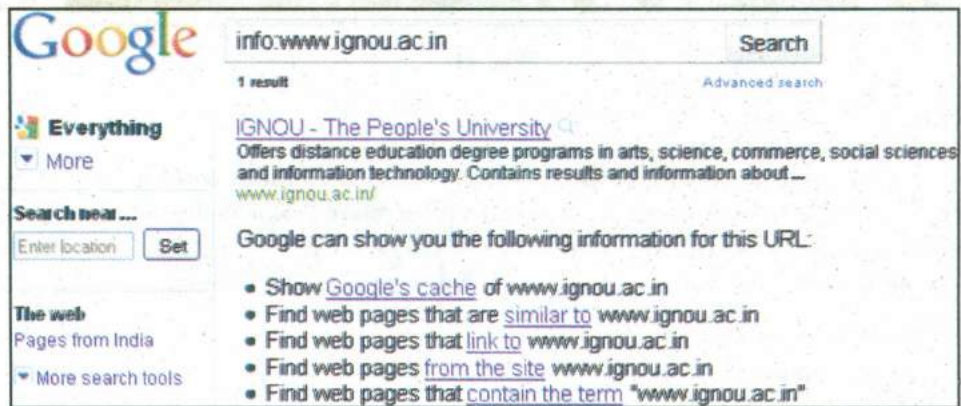 Google
info:www.ignou.ac.in Search
1 result Advanced search
Everything
More
Search near...
Enter location Set
The web
Pages from India
More search tools
IGNOU - The People's University
Offers distance education degree programs in arts, science, commerce, social sciences
and information technology. Contains results and information about ...
www.ignou.ac.in/
Google can show you the following information for this URL:
• Show Google's cache of www.ignou.ac.in
• Find web pages that are similar to www.ignou.ac.in
• Find web pages that link to www.ignou.ac.in
• Find web pages from the site www.ignou.ac.in
• Find web pages that contain the term "www.ignou.ac.in"